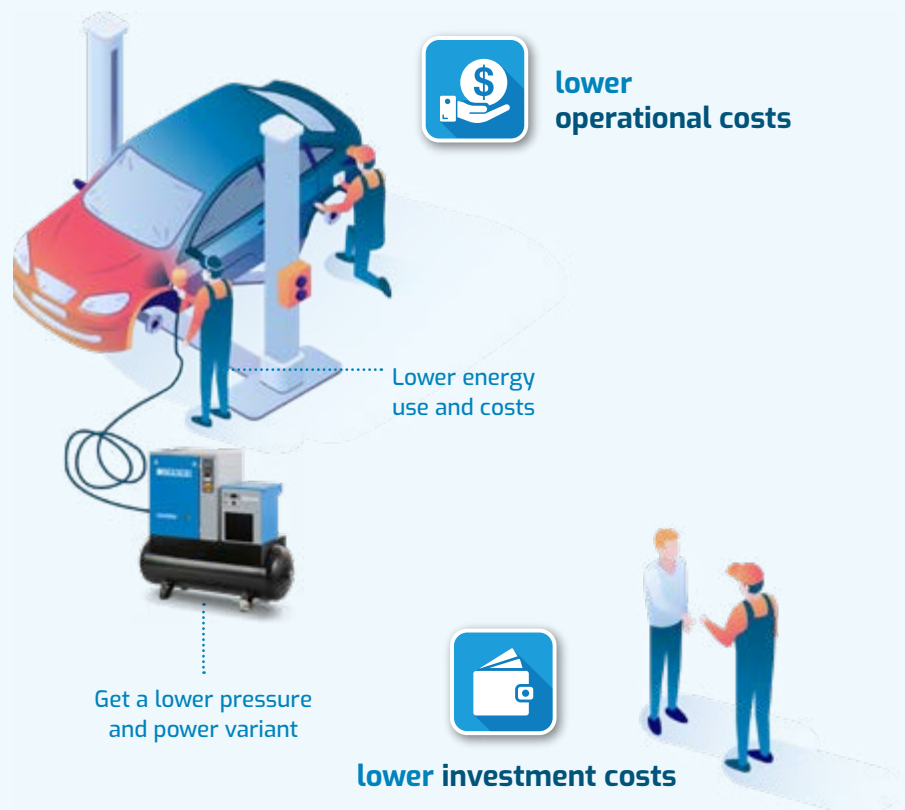 lower
operational costs
Lower energy
use and costs
Get a lower pressure
and power variant
lower investment costs